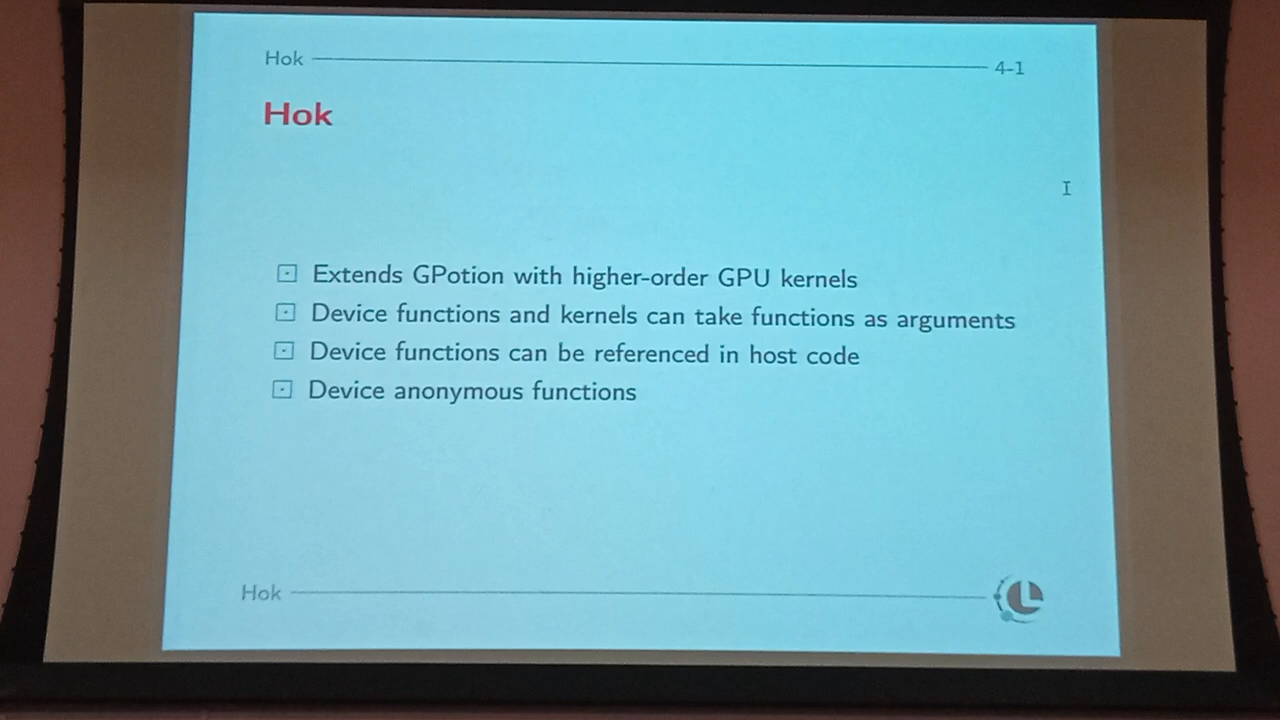 Hok 4-1
Hok
Extends GPotion with higher-order GPU kernels
Device functions and kernels can take functions as arguments
Device functions can be referenced in host code
Device anonymous functions
Hok